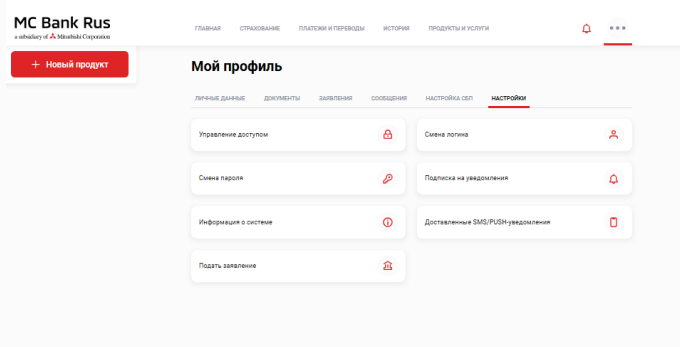 MC Bank Rus
a subsidiary of Mitsubishi Corporation
ГЛАВНАЯ СТРАХОВАНИЕ ПЛАТЕЖИ И ПЕРЕВОДЫ ИСТОРИЯ ПРОДУКТЫ И УСЛУГИ
+ Новый продукт
Мой профиль
ЛИЧНЫЕ ДАННЫЕ ДОКУМЕНТЫ ЗАЯВЛЕНИЯ СООБЩЕНИЯ НАСТРОЙКА СБП НАСТРОЙКИ
Управление доступом
Смена логина
Смена пароля
Подписка на уведомления
Информация о системе
Доставленные SMS/PUSH-уведомления
Подать заявление